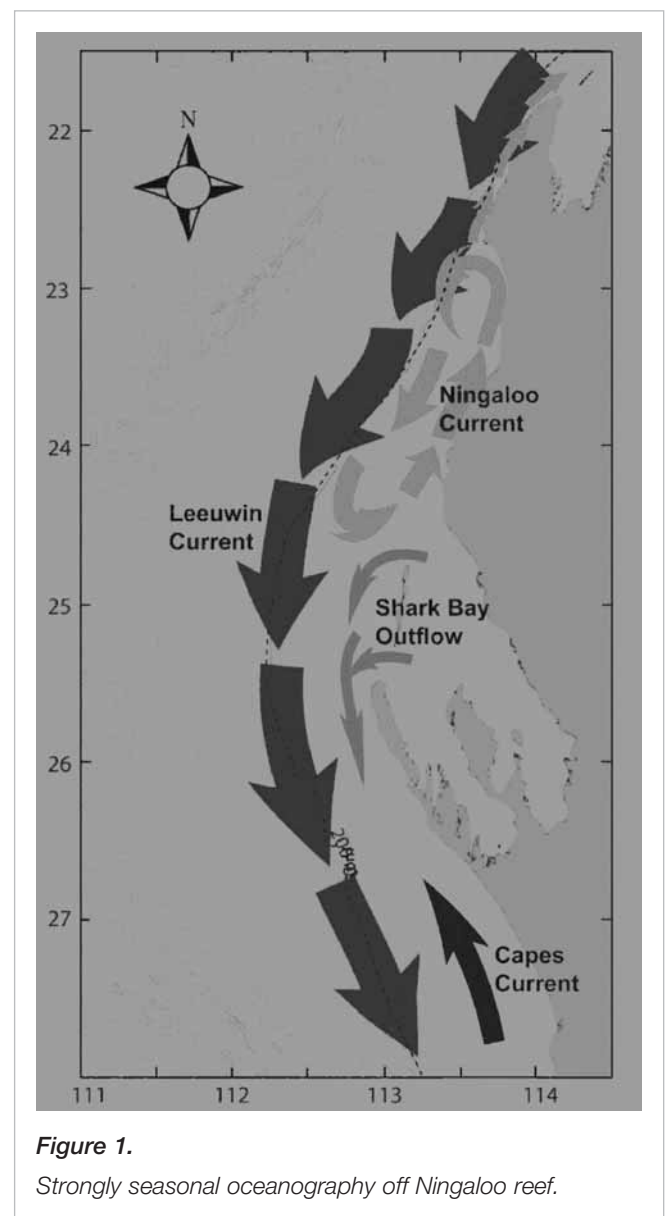 N
22
23
24
25
26
27
Ningaloo
Current
Leeuwin
Current
Shark Bay
Outflow
Capes
Current
111
112
113
114
Figure 1.
Strongly seasonal oceanography off Ningaloo reef.